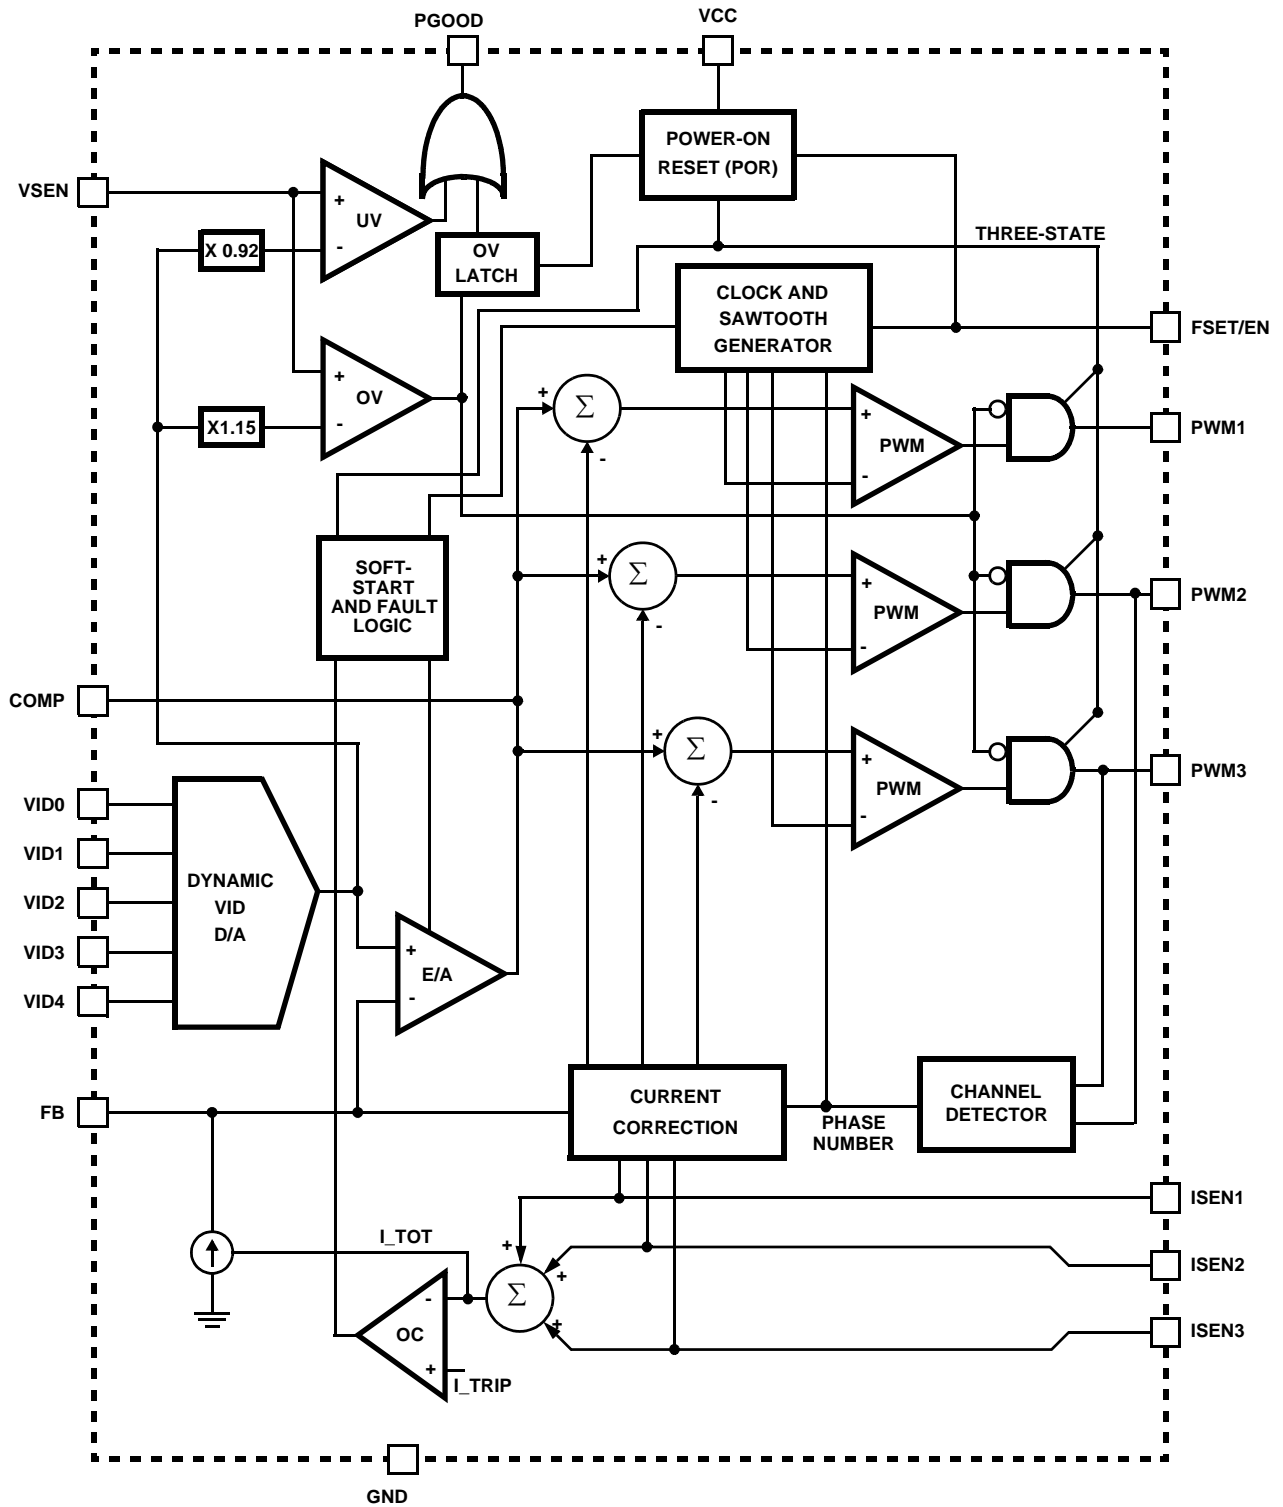 PGOOD
VCC
POWER-ON
RESET (POR)
VSEN
+
UV
-
X 0.92
OV
LATCH
THREE-STATE
CLOCK AND
SAWTOOTH
GENERATOR
FSET/EN
+
OV
-
X1.15
+
Σ
-
+
PWM
-
PWM1
SOFT-
START
AND FAULT
LOGIC
+
Σ
-
+
PWM
-
PWM2
COMP
+
Σ
-
+
PWM
-
PWM3
VID0
VID1
VID2
VID3
VID4
DYNAMIC
VID
D/A
+
E/A
-
FB
CURRENT
CORRECTION
PHASE
NUMBER
CHANNEL
DETECTOR
ISEN1
I_TOT
+
+
Σ
+
ISEN2
-
OC
+
I_TRIP
ISEN3
GND